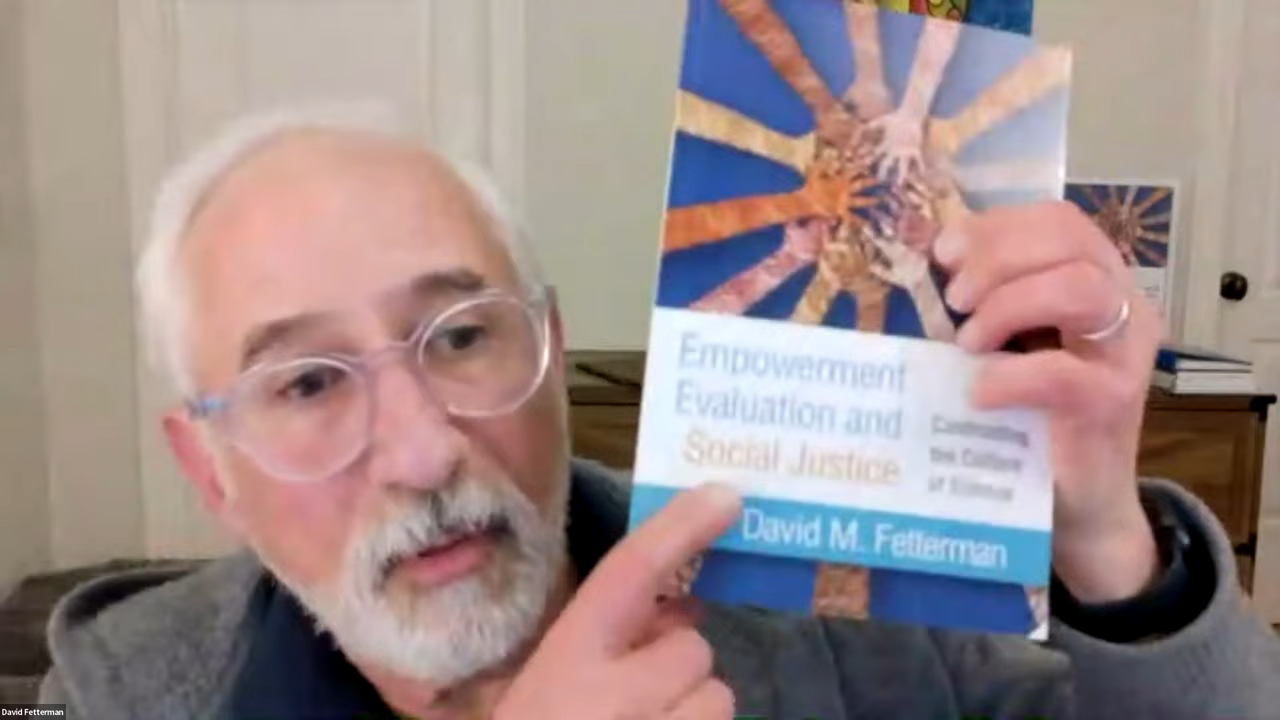 Empowerment
Evaluation and
Social Justice
Confronting
the Culture
of Silence
David M. Fetterman
David Fetterman